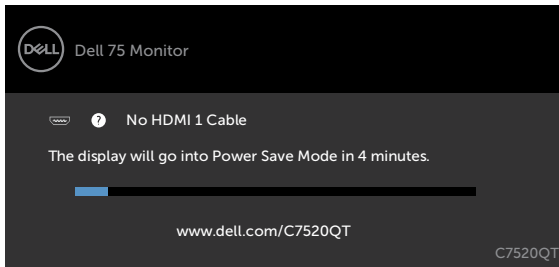 DELL
Dell 75 Monitor
? No HDMI 1 Cable
The display will go into Power Save Mode in 4 minutes.
www.dell.com/C7520QT
C7520QT